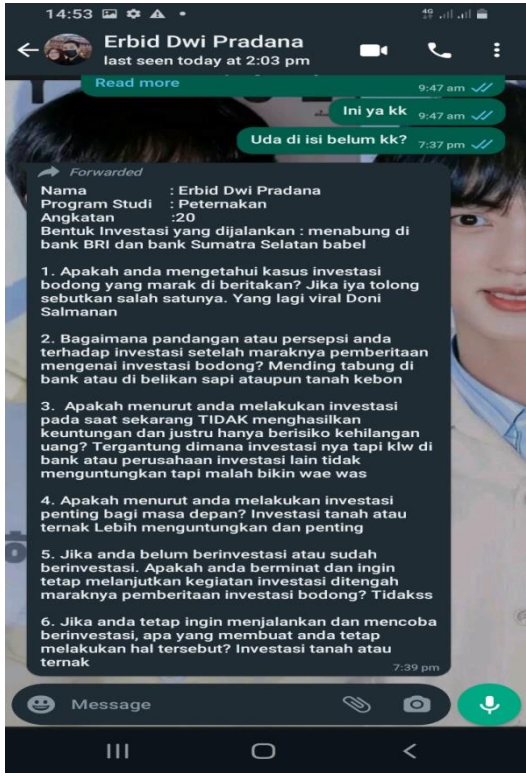 14:53
4G
Erbid Dwi Pradana
last seen today at 2:03 pm
Read more
9:47 am
Ini ya kk 9:47 am
Uda di isi belum kk? 7:37 pm
Forwarded
Nama : Erbid Dwi Pradana
Program Studi : Peternakan
Angkatan :20
Bentuk Investasi yang dijalankan : menabung di
bank BRI dan bank Sumatra Selatan babel
1. Apakah anda mengetahui kasus investasi
bodong yang marak di beritakan? Jika iya tolong
sebutkan salah satunya. Yang lagi viral Doni
Salmanan
2. Bagaimana pandangan atau persepsi anda
terhadap investasi setelah maraknya pemberitaan
mengenai investasi bodong? Mending tabung di
bank atau di belikan sapi ataupun tanah kebon
3. Apakah menurut anda melakukan investasi
pada saat sekarang TIDAK menghasilkan
keuntungan dan justru hanya berisiko kehilangan
uang? Tergantung dimana investasi nya tapi klw di
bank atau perusahaan investasi lain tidak
menguntungkan tapi malah bikin wae was
4. Apakah menurut anda melakukan investasi
penting bagi masa depan? Investasi tanah atau
ternak Lebih menguntungkan dan penting
5. Jika anda belum berinvestasi atau sudah
berinvestasi. Apakah anda berminat dan ingin
tetap melanjutkan kegiatan investasi ditengah
maraknya pemberitaan investasi bodong? Tidakss
6. Jika anda tetap ingin menjalankan dan mencoba
berinvestasi, apa yang membuat anda tetap
melakukan hal tersebut? Investasi tanah atau
ternak
7:39 pm
Message